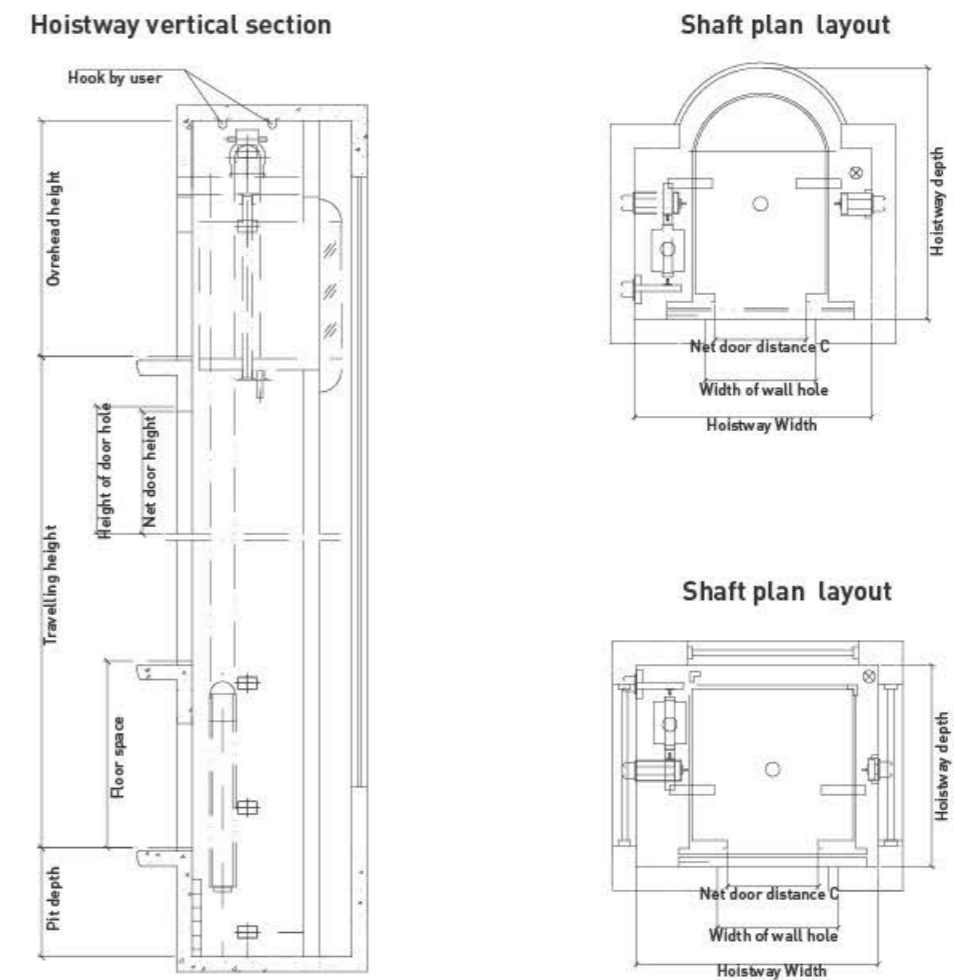 Hoistway vertical section
Hook by user
Ovrehead height
Height of door hole
Net door height
Travelling height
Floor space
Pit depth
Shaft plan layout
Hoistway depth
Net door distance C
Width of wall hole
Hoistway Width
Shaft plan layout
Hoistway depth
Net door distance C
Width of wall hole
Hoistway Width